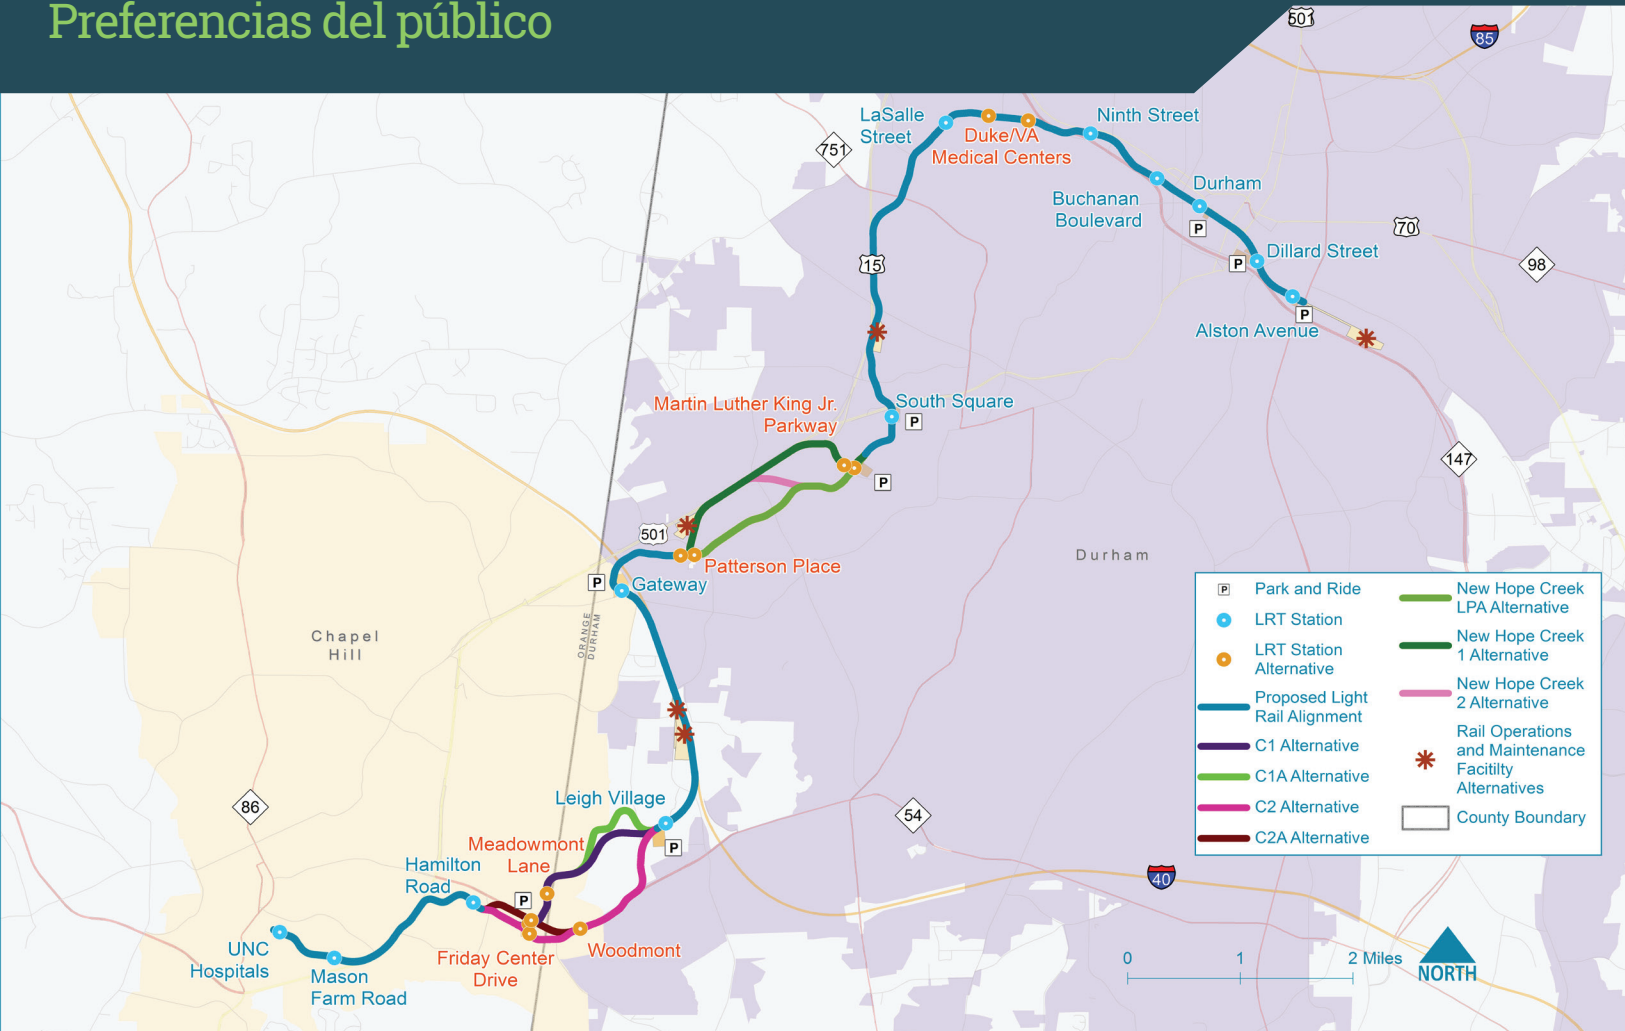 Preferencias del público
501
85
LaSalle
Street
Duke/VA
Medical Centers
Ninth Street
751
Buchanan
Boulevard
Durham
P
70
Dillard Street
P
98
15
P
Alston Avenue
Martin Luther King Jr.
Parkway
South Square
P
P
147
501
Patterson Place
P
Gateway
Durham
ORANGE
DURHAM
Chapel
Hill
P
Park and Ride
LRT Station
LRT Station
Alternative
Proposed Light
Rail Alignment
C1 Alternative
C1A Alternative
C2 Alternative
C2A Alternative
New Hope Creek
LPA Alternative
New Hope Creek
1 Alternative
New Hope Creek
2 Alternative
Rail Operations
and Maintenance
Facitilty
Alternatives
County Boundary
86
Leigh Village
54
P
Meadowmont
Lane
Hamilton
Road
P
40
UNC
Hospitals
Mason
Farm Road
Friday Center
Drive
Woodmont
0
1
2 Miles
NORTH